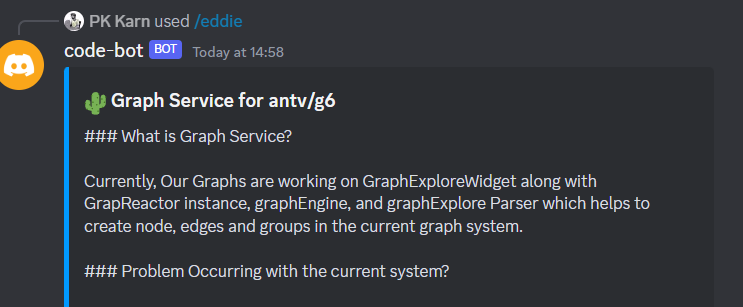 PK Karn used /eddie
code-bot BOT Today at 14:58
Graph Service for antv/g6
### What is Graph Service?
Currently, Our Graphs are working on GraphExploreWidget along with
GrapReactor instance, graphEngine, and graphExplore Parser which helps to
create node, edges and groups in the current graph system.
### Problem Occurring with the current system?